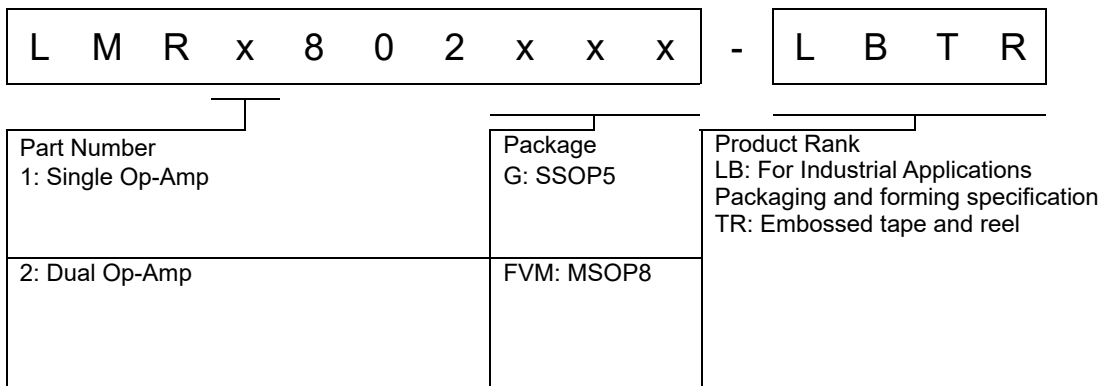 L M R x 8 0 2 x x x - L B T R
Part Number
1: Single Op-Amp
2: Dual Op-Amp
Package
G: SSOP5
FVM: MSOP8
Product Rank
LB: For Industrial Applications
Packaging and forming specification
TR: Embossed tape and reel